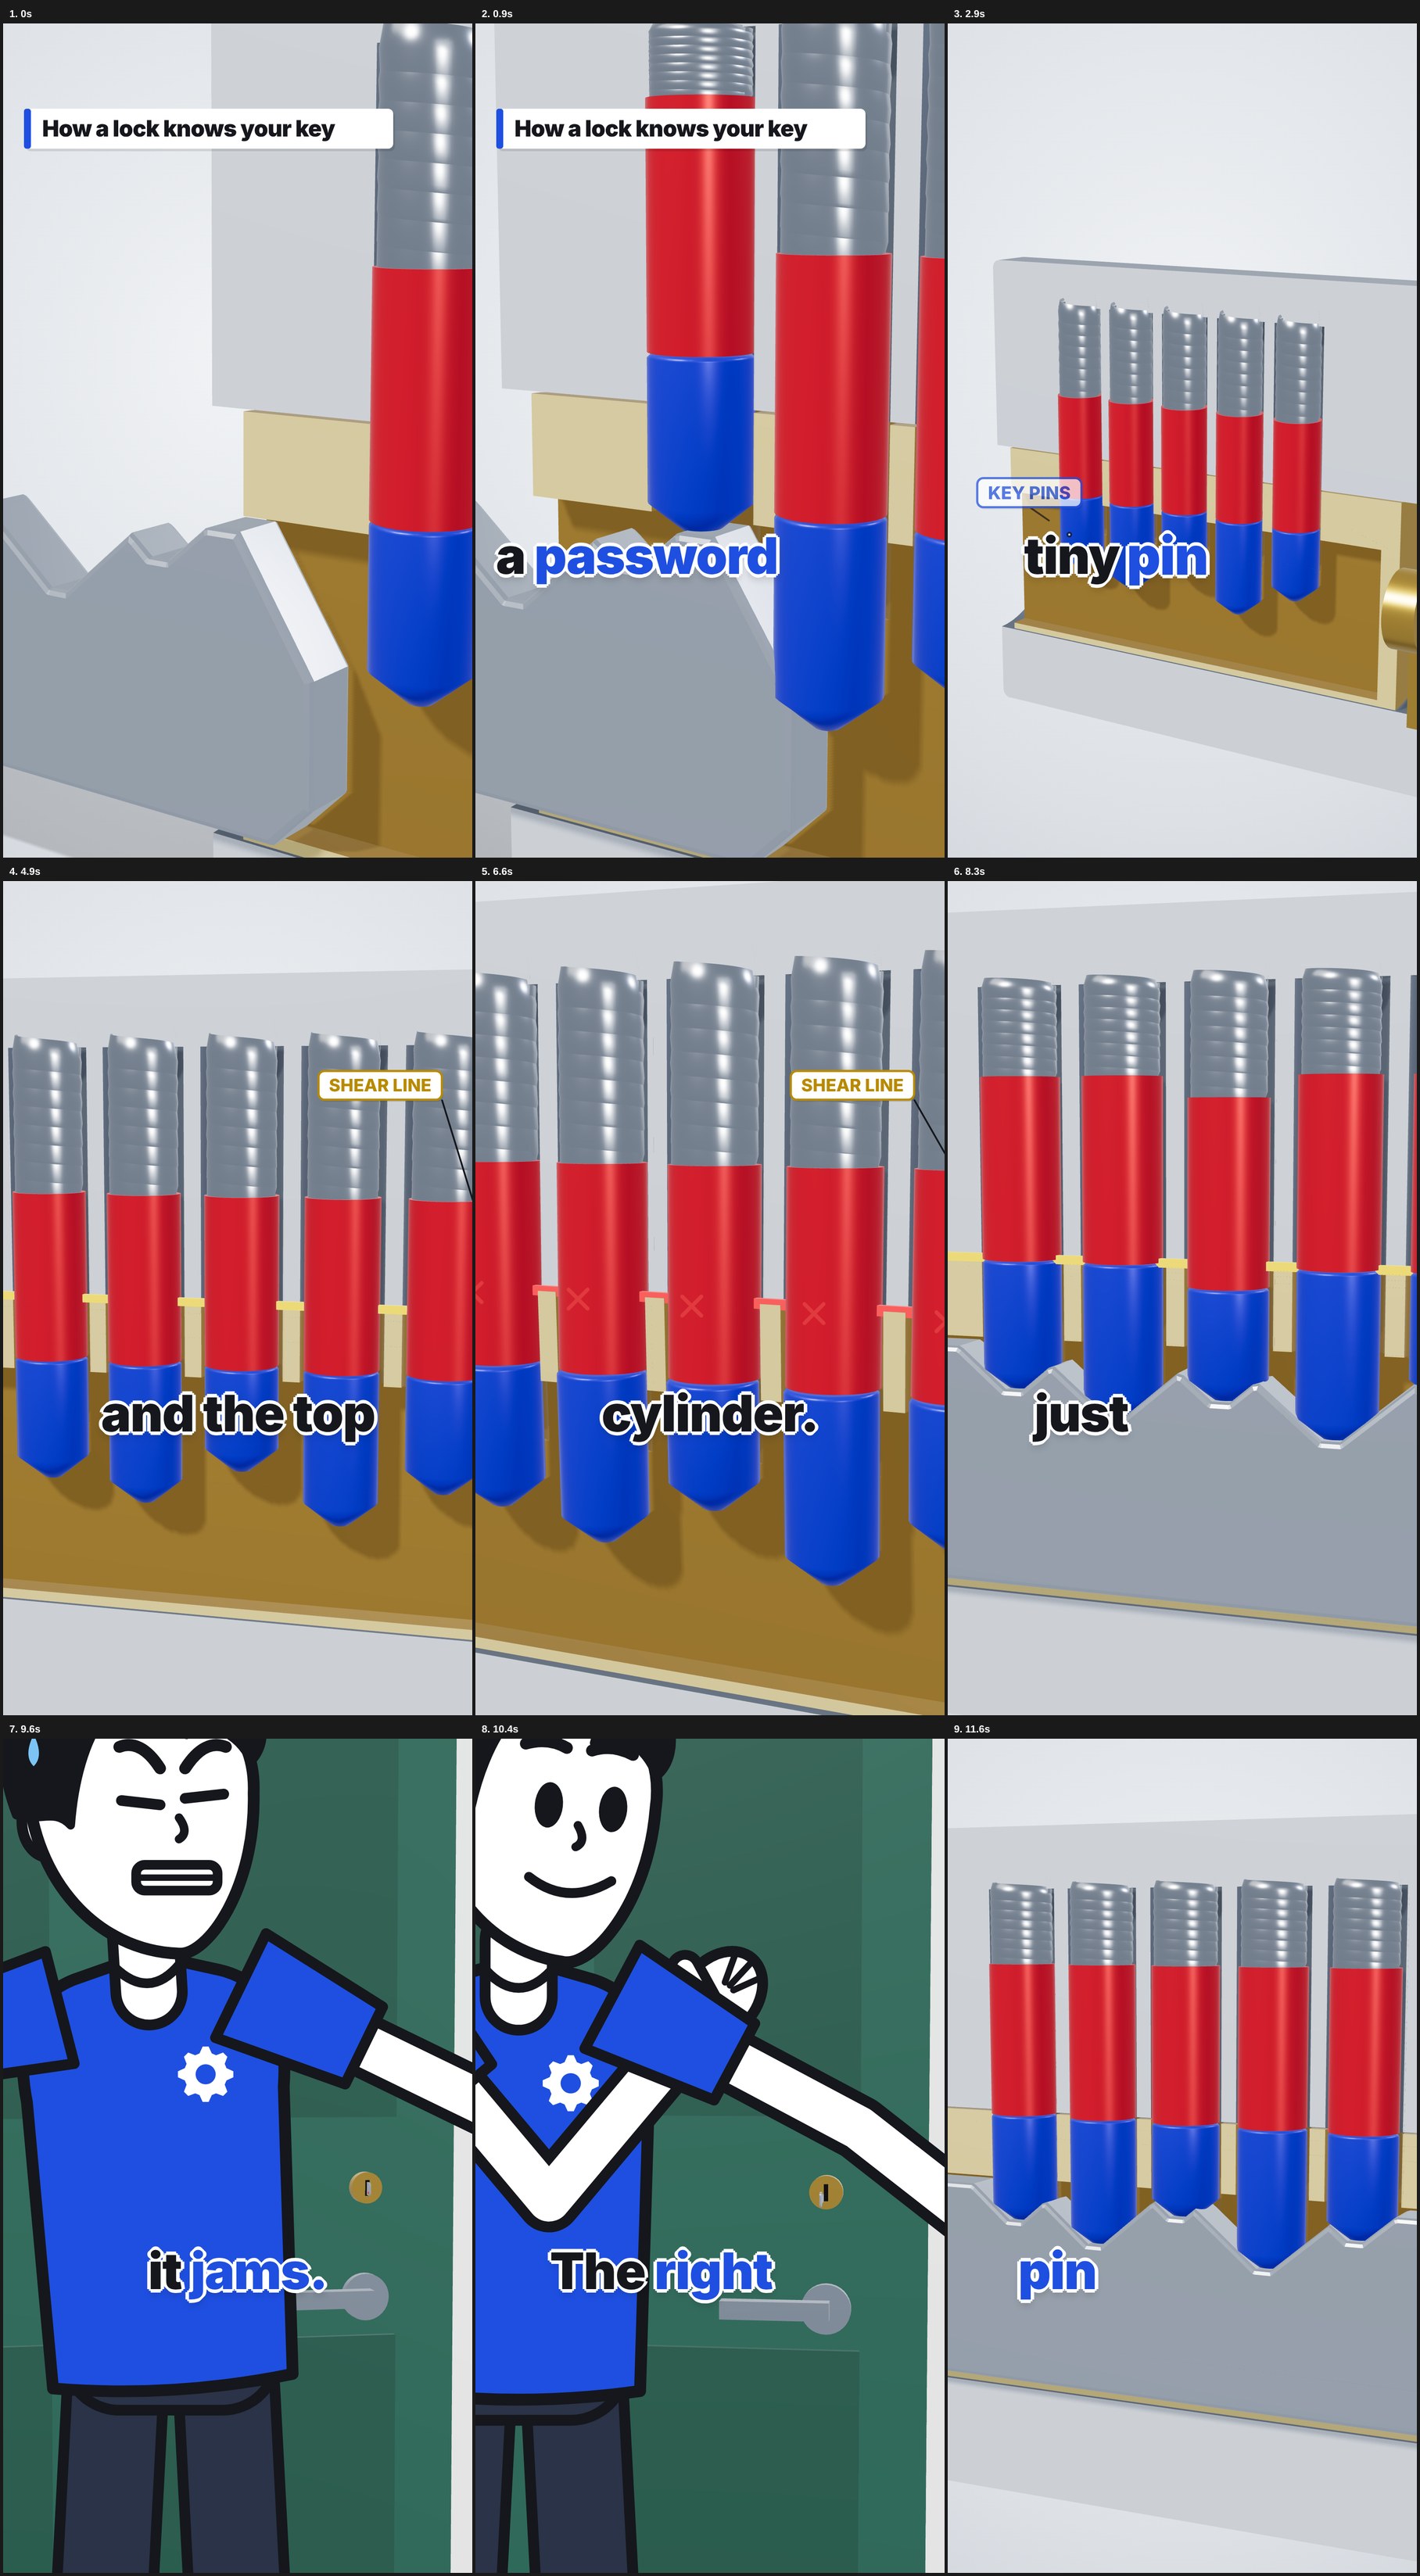 1. 0s
How a lock knows your key
2. 0.9s
How a lock knows your key
a password
3. 2.9s
KEY PINS
tiny pin
4. 4.9s
SHEAR LINE
and the top
5. 6.6s
SHEAR LINE
cylinder.
6. 8.3s
just
7. 9.6s
it jams.
8. 10.4s
The right
9. 11.6s
pin